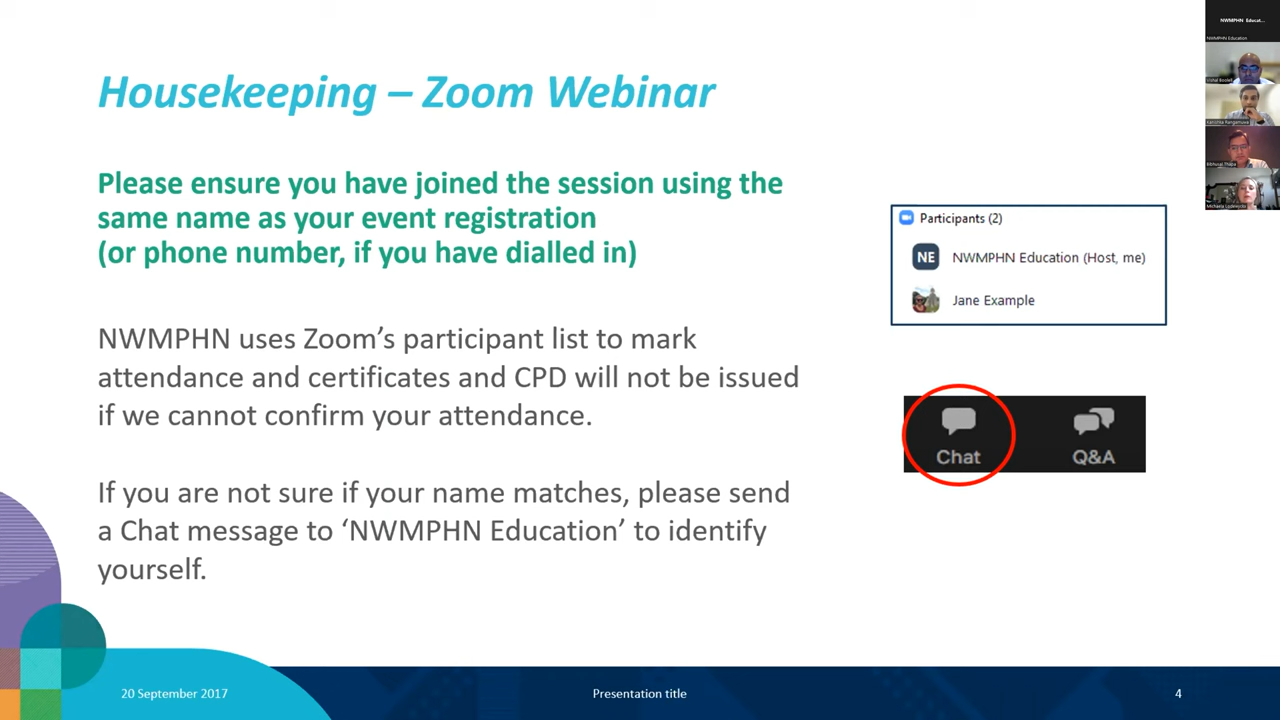 Housekeeping – Zoom Webinar
Please ensure you have joined the session using the
same name as your event registration
(or phone number, if you have dialled in)
NWMPHN uses Zoom’s participant list to mark
attendance and certificates and CPD will not be issued
if we cannot confirm your attendance.
If you are not sure if your name matches, please send
a Chat message to ‘NWMPHN Education’ to identify
yourself.
Participants (2)
NE NWMPHN Education (Host, me)
Jane Example
Chat Q&A
20 September 2017
Presentation title
4
NWMPHN Educat...
NWMPHN Education